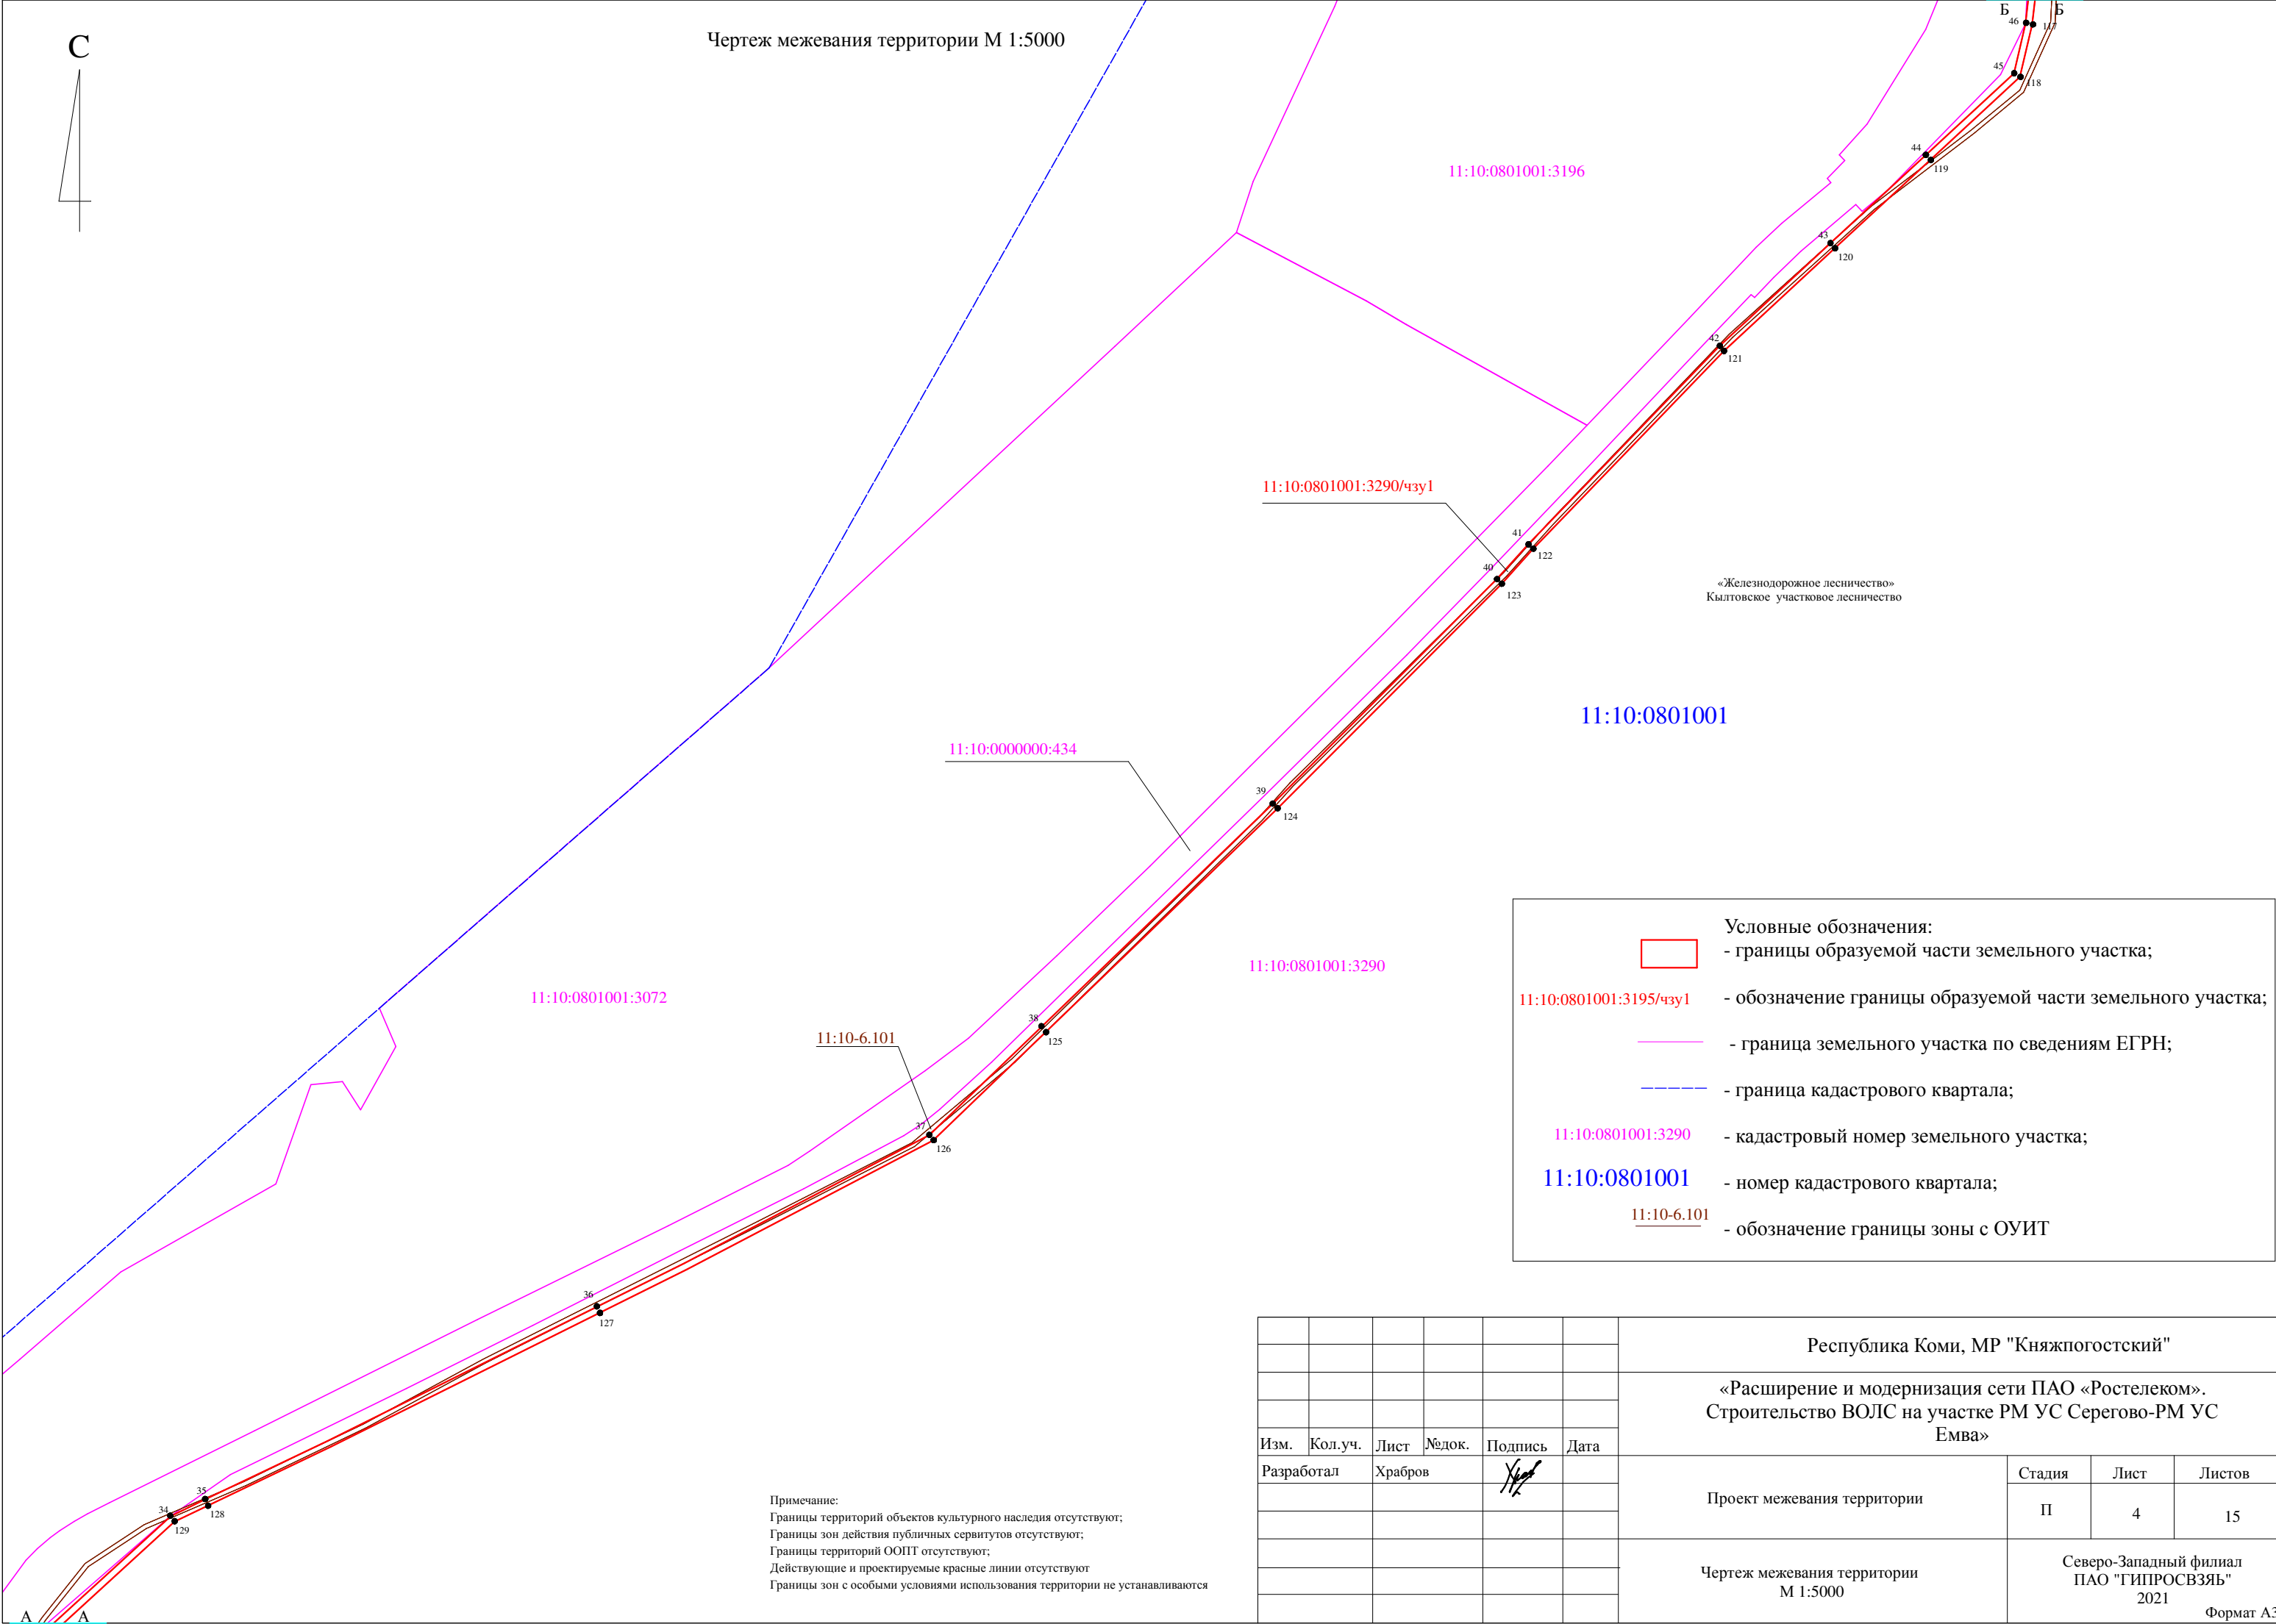 Чертеж межевания территории М 1:5000
С
Б
Б
46
117
45
118
44
119
11:10:0801001:3196
43
120
42
121
11:10:0801001:3290/чзу1
41
122
40
123
«Железнодорожное лесничество»
Кылтовское участковое лесничество
11:10:0801001
11:10:0000000:434
39
124
11:10:0801001:3290
11:10:0801001:3072
38
125
11:10-6.101
37
126
36
127
35
128
34
129
А
А
Условные обозначения:
- границы образуемой части земельного участка;
11:10:0801001:3195/чзу1 - обозначение границы образуемой части земельного участка;
- граница земельного участка по сведениям ЕГРН;
- граница кадастрового квартала;
11:10:0801001:3290 - кадастровый номер земельного участка;
11:10:0801001 - номер кадастрового квартала;
11:10-6.101 - обозначение границы зоны с ОУИТ
Примечание:
Границы территорий объектов культурного наследия отсутствуют;
Границы зон действия публичных сервитутов отсутствуют;
Границы территорий ООПТ отсутствуют;
Действующие и проектируемые красные линии отсутствуют
Границы зон с особыми условиями использования территории не устанавливаются
Республика Коми, МР "Княжпогостский"
«Расширение и модернизация сети ПАО «Ростелеком».
Строительство ВОЛС на участке РМ УС Серегово-РМ УС
Емва»
Изм. Кол.уч. Лист №док. Подпись Дата
Разработал Храбров
Проект межевания территории
Стадия Лист Листов
П 4 15
Чертеж межевания территории
М 1:5000
Северо-Западный филиал
ПАО "ГИПРОСВЗЯЬ"
2021
Формат А3